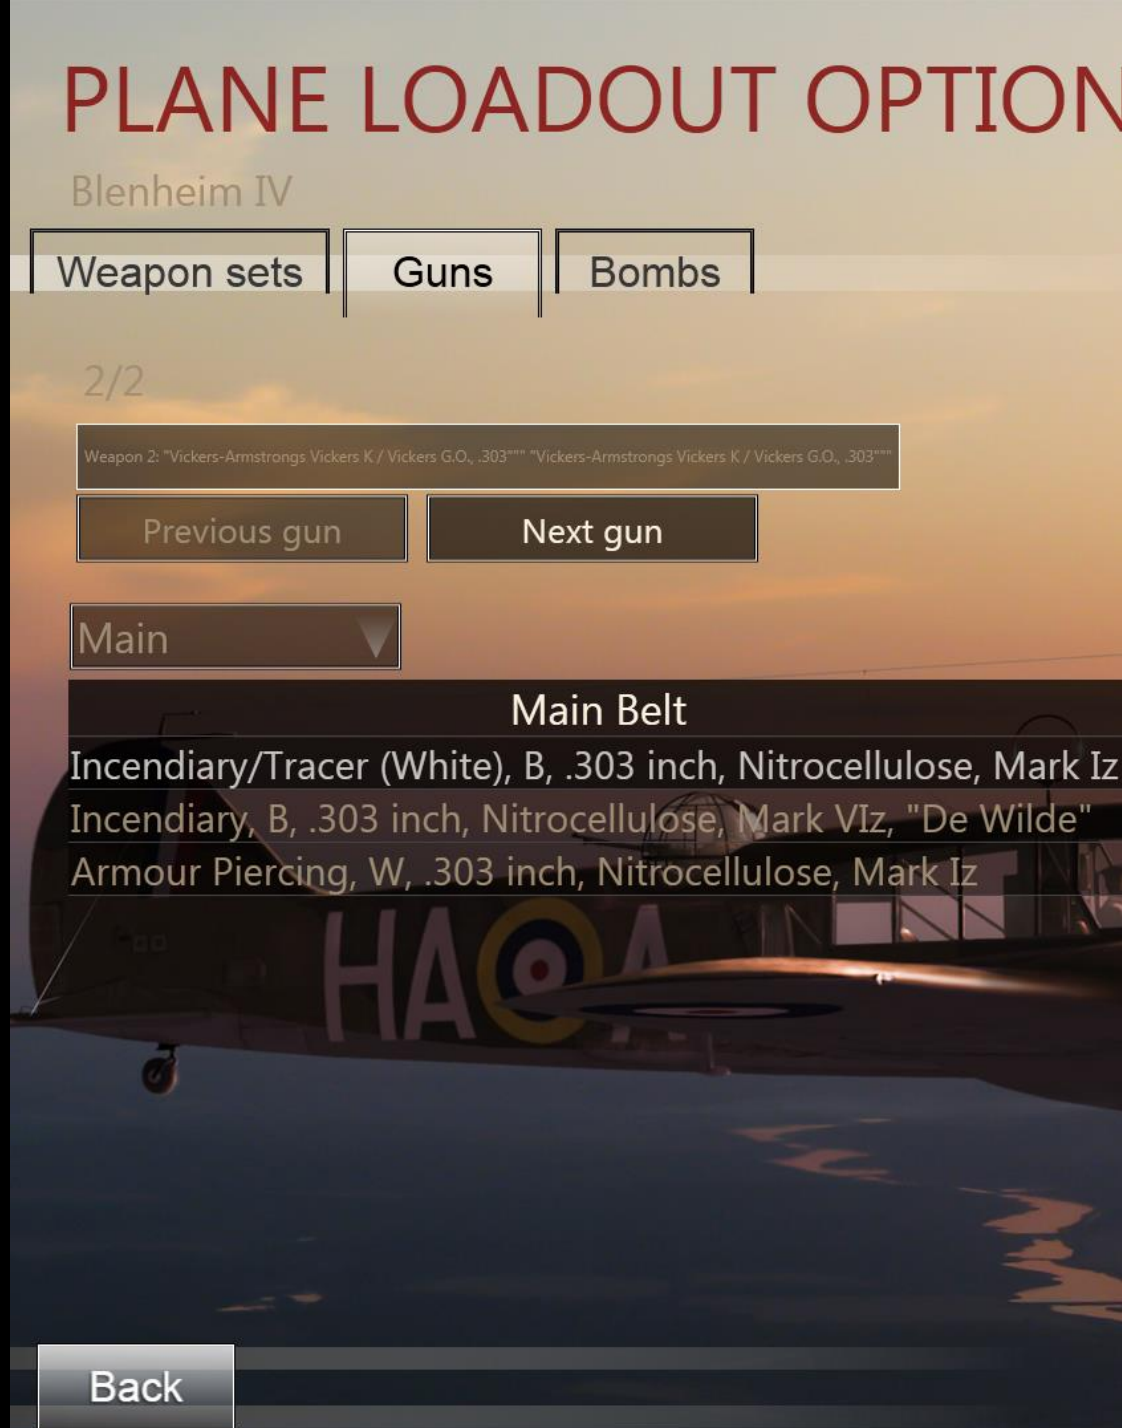 PLANE LOADOUT OPTION
Blenheim IV
Weapon sets Guns Bombs
2/2
Weapon 2: "Vickers-Armstrongs Vickers K / Vickers G.O., .303""" "Vickers-Armstrongs Vickers K / Vickers G.O., .303"""
Previous gun Next gun
Main
Main Belt
Incendiary/Tracer (White), B, .303 inch, Nitrocellulose, Mark Iz
Incendiary, B, .303 inch, Nitrocellulose, Mark VIz, "De Wilde"
Armour Piercing, W, .303 inch, Nitrocellulose, Mark Iz
HA A
Back